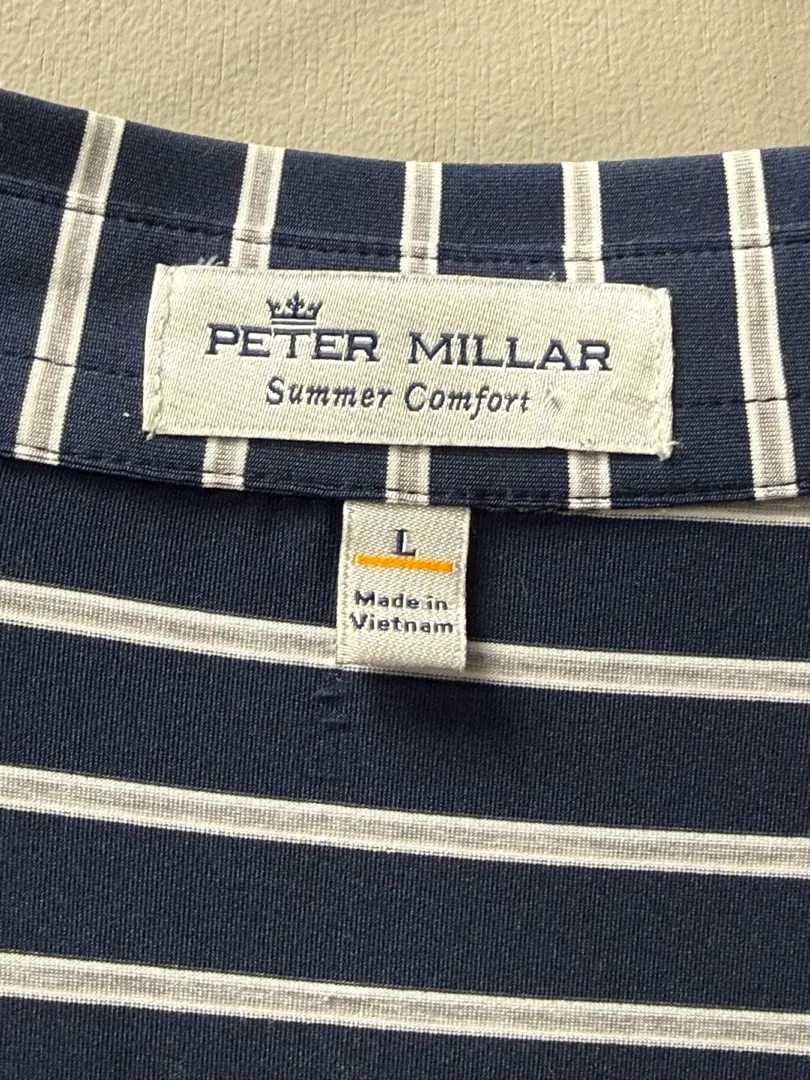 PETER MILLAR
Summer Comfort
L
Made in
Vietnam